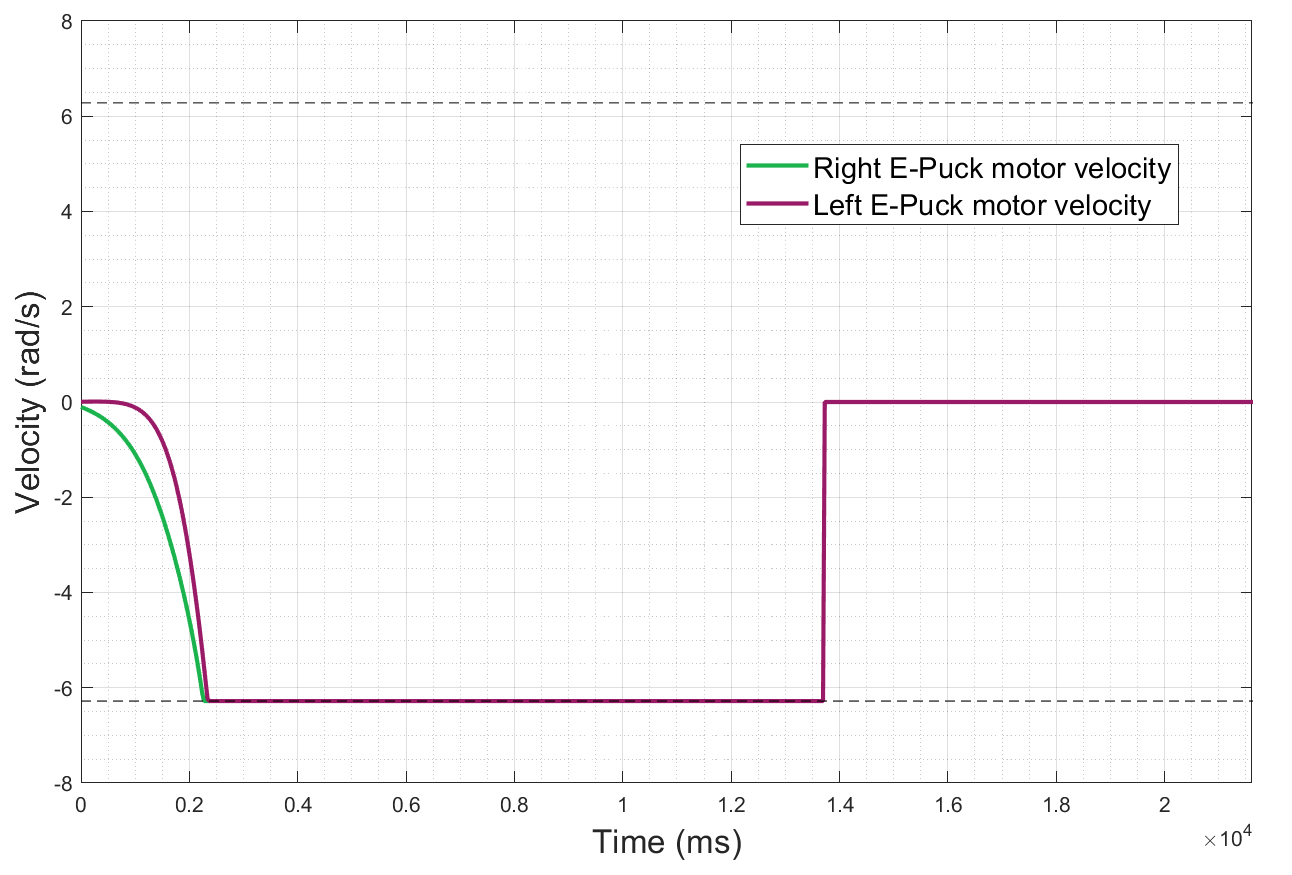 8
6
4
2
0
-2
-4
-6
-8
Velocity (rad/s)
Right E-Puck motor velocity
Left E-Puck motor velocity
0 0.2 0.4 0.6 0.8 1 1.2 1.4 1.6 1.8 2
×10⁴
Time (ms)